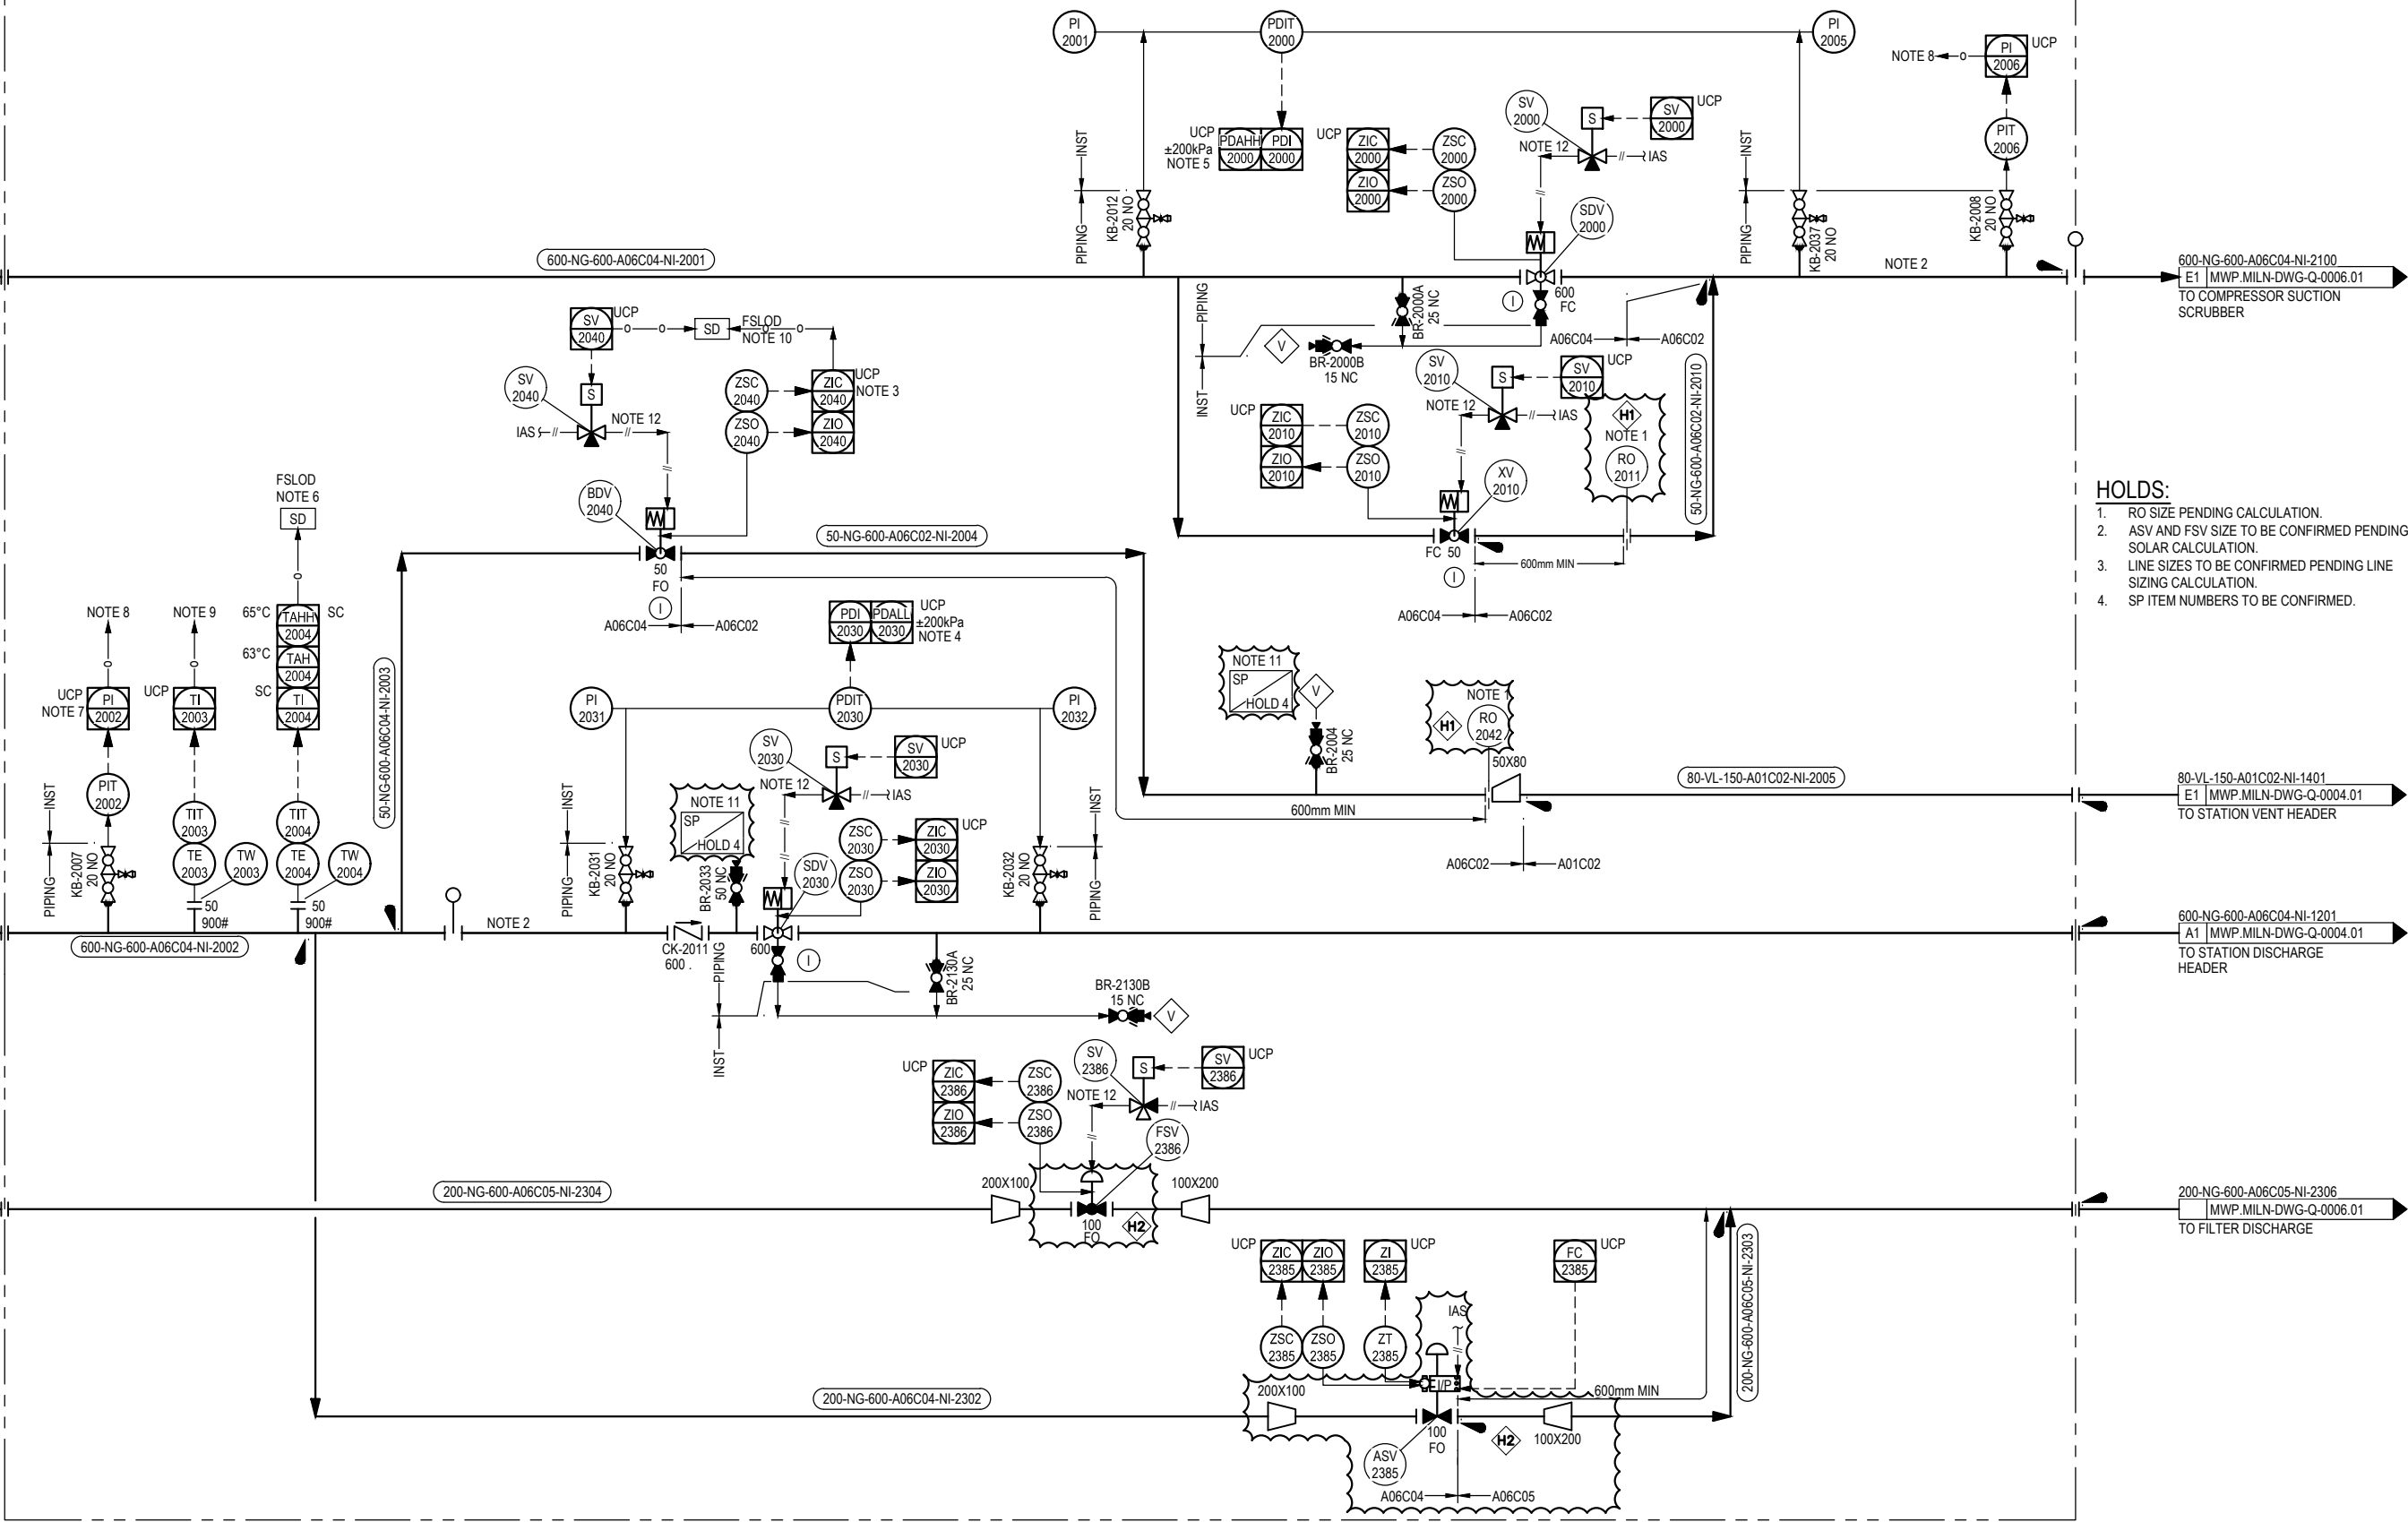 PI
2001
PDIT
2000
PI
2005
NOTE 8
PI
2006
UCP
PIT
2006
UCP
±200kPa
NOTE 5
PDAHH
2000
PDI
2000
UCP
ZIC
2000
ZIO
2000
ZSC
2000
ZSO
2000
SV
2000
S
SV
2000
UCP
NOTE 12
IAS
SDV
2000
INST
PIPING
KB-2012
20 NO
INST
PIPING
KB-2037
20 NO
KB-2008
20 NO
600-NG-600-A06C04-NI-2001
NOTE 2
600-NG-600-A06C04-NI-2100
E1 MWP.MILN-DWG-Q-0006.01
TO COMPRESSOR SUCTION
SCRUBBER
600
FC
I
PIPING
INST
BR-2000A
25 NC
V
BR-2000B
15 NC
A06C04
A06C02
SV
2040
UCP
SD
FSLOD
NOTE 10
S
SV
2040
NOTE 12
IAS
ZSC
2040
ZSO
2040
ZIC
2040
ZIO
2040
UCP
NOTE 3
BDV
2040
50
FO
I
A06C04
A06C02
50-NG-600-A06C02-NI-2004
UCP
ZIC
2010
ZIO
2010
ZSC
2010
ZSO
2010
SV
2010
S
SV
2010
UCP
NOTE 12
IAS
XV
2010
H1
NOTE 1
RO
2011
50-NG-600-A06C02-NI-2010
FC 50
I
600mm MIN
A06C04
A06C02
HOLDS:
1. RO SIZE PENDING CALCULATION.
2. ASV AND FSV SIZE TO BE CONFIRMED PENDING
SOLAR CALCULATION.
3. LINE SIZES TO BE CONFIRMED PENDING LINE
SIZING CALCULATION.
4. SP ITEM NUMBERS TO BE CONFIRMED.
FSLOD
NOTE 6
SD
NOTE 8
NOTE 9
65°C
TAHH
2004
SC
63°C
TAH
2004
SC
TI
2004
UCP
NOTE 7
PI
2002
UCP
TI
2003
PIT
2002
TIT
2003
TE
2003
TW
2003
TIT
2004
TE
2004
TW
2004
INST
PIPING
KB-2007
20 NO
50
900#
50
900#
600-NG-600-A06C04-NI-2002
50-NG-600-A06C04-NI-2003
NOTE 2
PDI
2030
PDALL
2030
UCP
±200kPa
NOTE 4
PI
2031
PDIT
2030
PI
2032
SV
2030
S
SV
2030
UCP
NOTE 12
IAS
NOTE 11
SP
HOLD 4
BR-2033
50 NC
SDV
2030
ZSC
2030
ZSO
2030
ZIC
2030
ZIO
2030
UCP
INST
PIPING
KB-2031
20 NO
KB-2032
20 NO
INST
PIPING
CK-2011
600 .
600
I
PIPING
INST
BR-2130A
25 NC
BR-2130B
15 NC
V
NOTE 11
SP
HOLD 4
V
BR-2004
25 NC
NOTE 1
H1
RO
2042
50X80
600mm MIN
80-VL-150-A01C02-NI-2005
A06C02
A01C02
80-VL-150-A01C02-NI-1401
E1 MWP.MILN-DWG-Q-0004.01
TO STATION VENT HEADER
600-NG-600-A06C04-NI-1201
A1 MWP.MILN-DWG-Q-0004.01
TO STATION DISCHARGE
HEADER
UCP
ZIC
2386
ZIO
2386
ZSC
2386
ZSO
2386
SV
2386
S
SV
2386
UCP
NOTE 12
IAS
FSV
2386
200-NG-600-A06C05-NI-2304
200X100
100
FO
H2
100X200
200-NG-600-A06C05-NI-2306
MWP.MILN-DWG-Q-0006.01
TO FILTER DISCHARGE
UCP
ZIC
2385
ZIO
2385
ZI
2385
UCP
FC
2385
UCP
ZSC
2385
ZSO
2385
ZT
2385
IAS
I/P
200-NG-600-A06C05-NI-2303
200-NG-600-A06C04-NI-2302
200X100
600mm MIN
100
FO
H2
100X200
ASV
2385
A06C04
A06C05